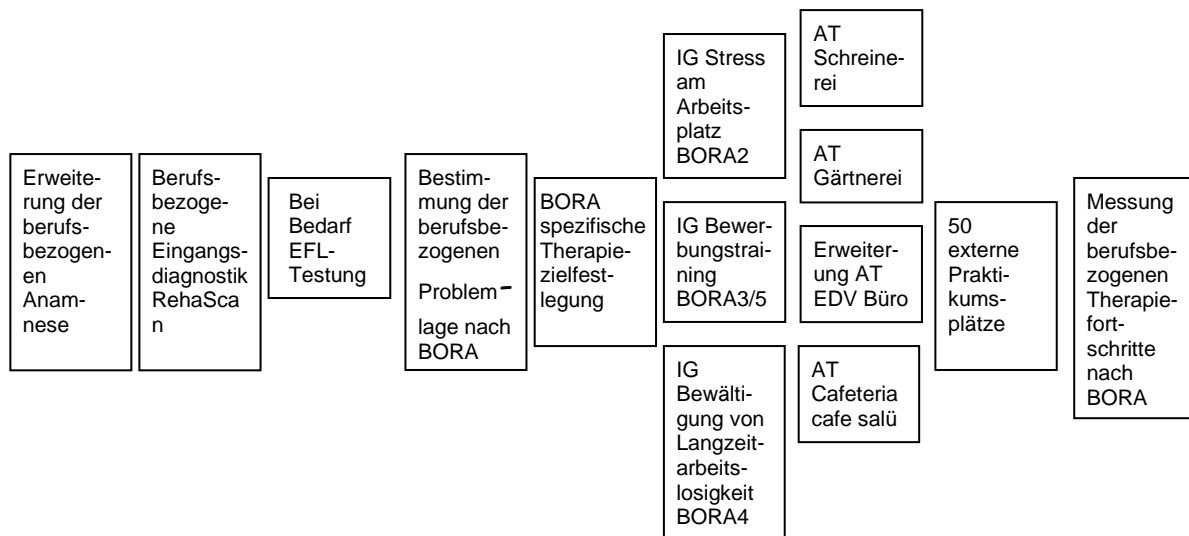 Erweite-
rung der
berufs-
bezogen-
en
Anam-
nese
Berufs-
bezoge-
ne
Eingangs-
diagnostik
RehaSca
n
Bei
Bedarf
EFL-
Testung
Bestim-
mung der
berufsbe-
zogenen
Problem-
lage nach
BORA
BORA
spezifische
Therapie-
zielfest-
legung
IG Stress
am
Arbeits-
platz
BORA2
IG Bewer-
bungstrai-
ning
BORA3/5
IG
Bewälti-
gung von
Langzeit-
arbeits-
losigkeit
BORA4
AT
Schreine-
rei
AT
Gärtnerei
Erweiter-
ung AT
EDV Büro
AT
Cafeteria
cafe salü
50
externe
Prakti-
kums-
plätze
Messung
der
berufsbe-
zogenen
Therapie-
fort-
schritte
nach
BORA